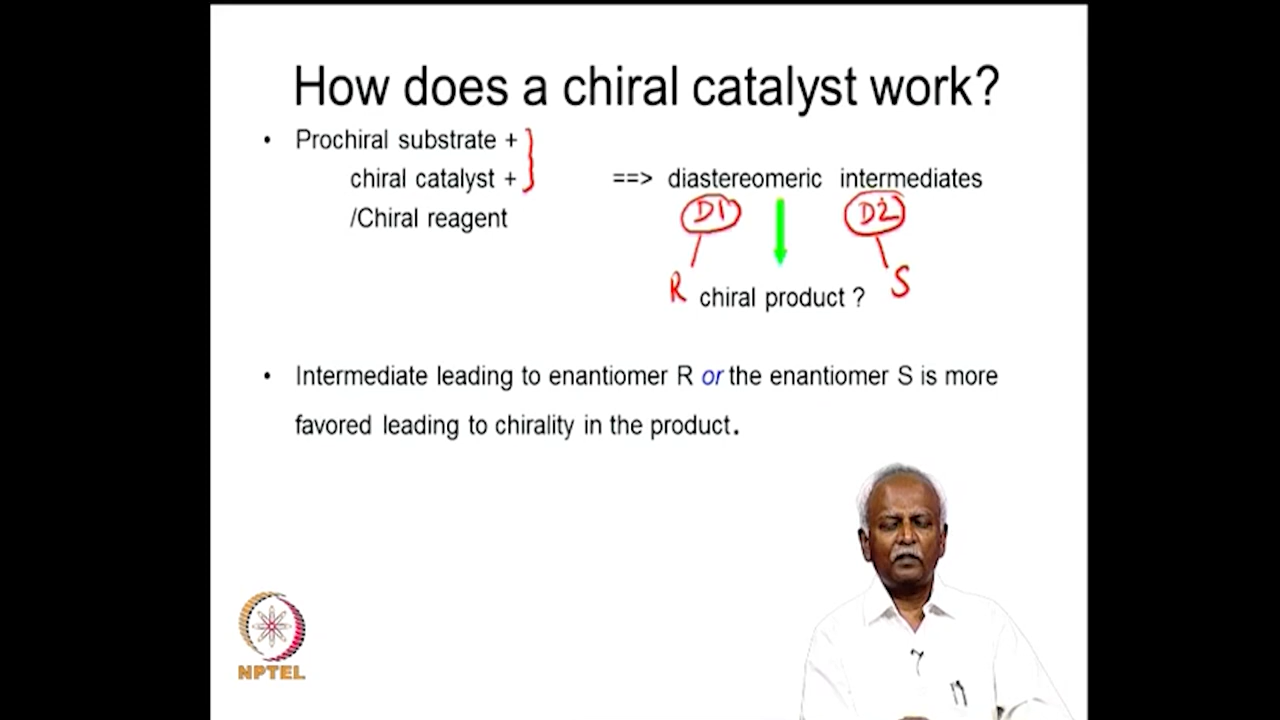 How does a chiral catalyst work?
• Prochiral substrate +
chiral catalyst + ==> diastereomeric intermediates
/Chiral reagent D1 D2
R chiral product ? S
• Intermediate leading to enantiomer R or the enantiomer S is more
favored leading to chirality in the product.
NPTEL